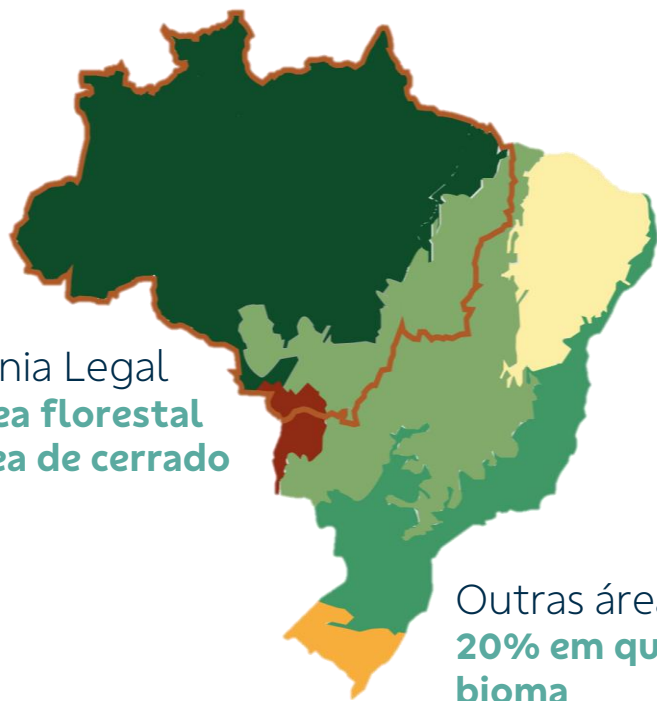 nia Legal
ea florestal
ea de cerrado
Outras área
20% em qu
bioma